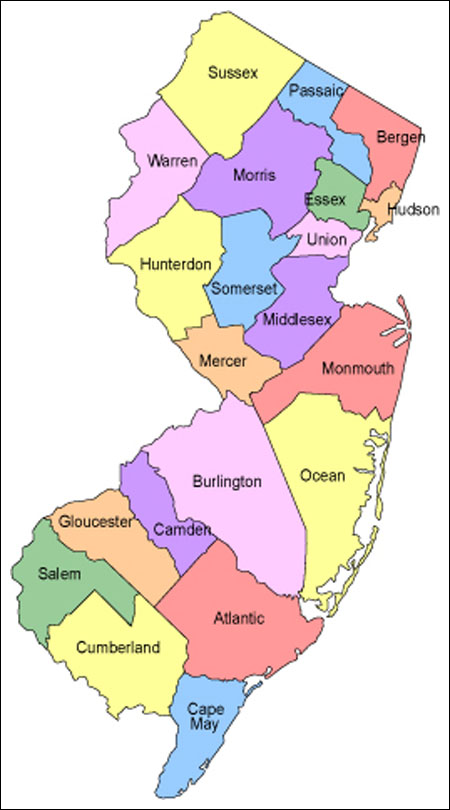 Sussex
Passaic
Bergen
Warren
Morris
Essex
Hudson
Union
Hunterdon
Somerset
Middlesex
Mercer
Monmouth
Ocean
Burlington
Gloucester
Camden
Salem
Atlantic
Cumberland
Cape
May